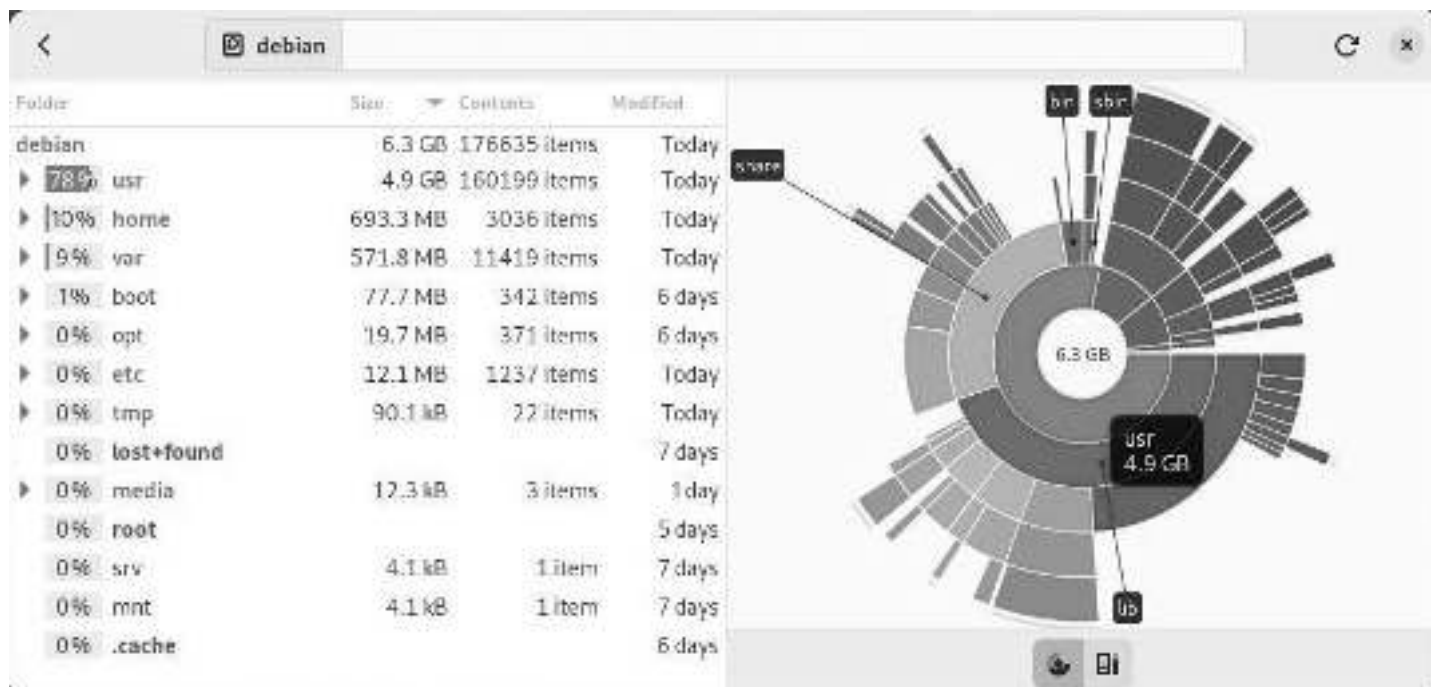 debian
Folder Size Contents Modified
debian 6.3 GB 176635 items Today
78% usr 4.9 GB 160199 items Today
10% home 693.3 MB 3036 items Today
9% var 571.8 MB 11419 items Today
1% boot 77.7 MB 342 items 6 days
0% opt 19.7 MB 371 items 6 days
0% etc 12.1 MB 1237 items Today
0% tmp 90.1 kB 22 items Today
0% lost+found 7 days
0% media 12.3 kB 3 items 1 day
0% root 5 days
0% srv 4.1 kB 1 item 7 days
0% mnt 4.1 kB 1 item 7 days
0% .cache 6 days
bin sbin
share
6.3 GB
usr
4.9 GB
lib